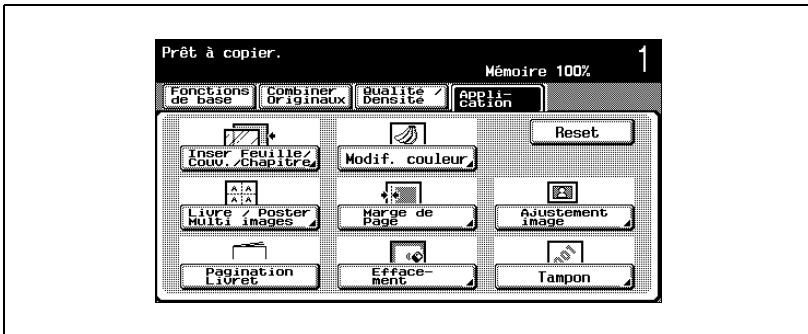 Prêt à copier.
Mémoire 100%
1
Fonctions
de base
Combiner
Originaux
Qualité /
Densité
Appli-
cation
Inser Feuille/
Couv./Chapitre
Modif. couleur
Reset
Livre / Poster
Multi images
Marge de
Page
Ajustement
image
Pagination
Livret
Efface-
ment
Tampon